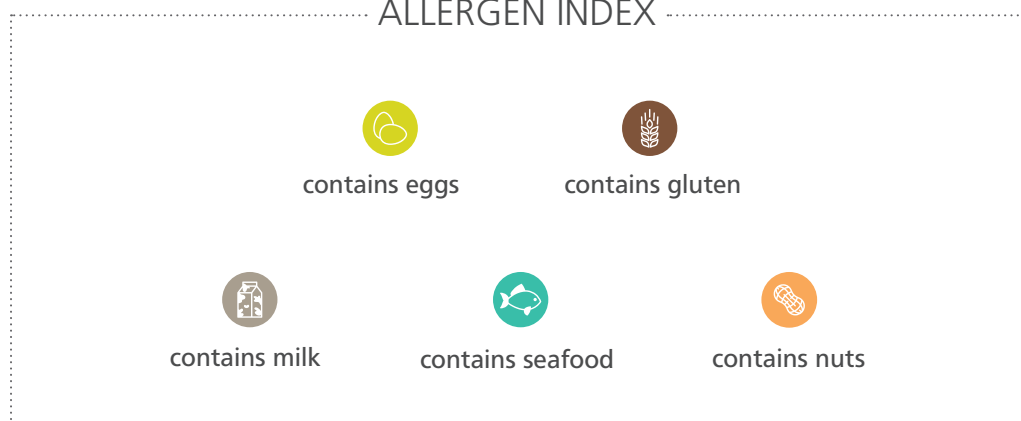 ALLERGEN INDEX
contains eggs
contains gluten
contains milk
contains seafood
contains nuts